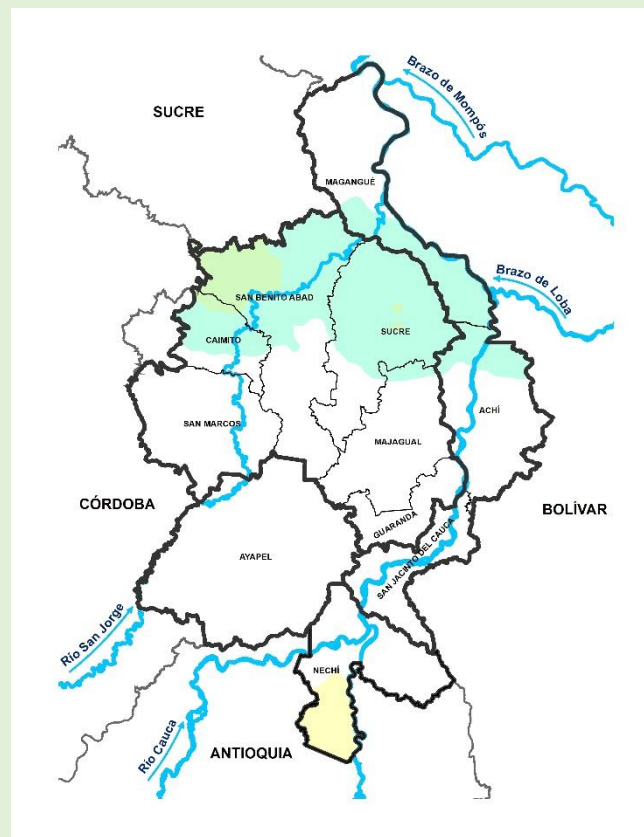 Brazo de Mompós
SUCRE
MAGANGUÉ
Brazo de Loba
SAN BENITO ABAD
SUCRE
CAIMITO
ACHÍ
SAN MARCOS
MAJAGUAL
CÓRDOBA
BOLÍVAR
GUARANDA
AYAPEL
SAN JACINTO DEL CAUCA
Río San Jorge
NECHÍ
Río Cauca
ANTIOQUIA